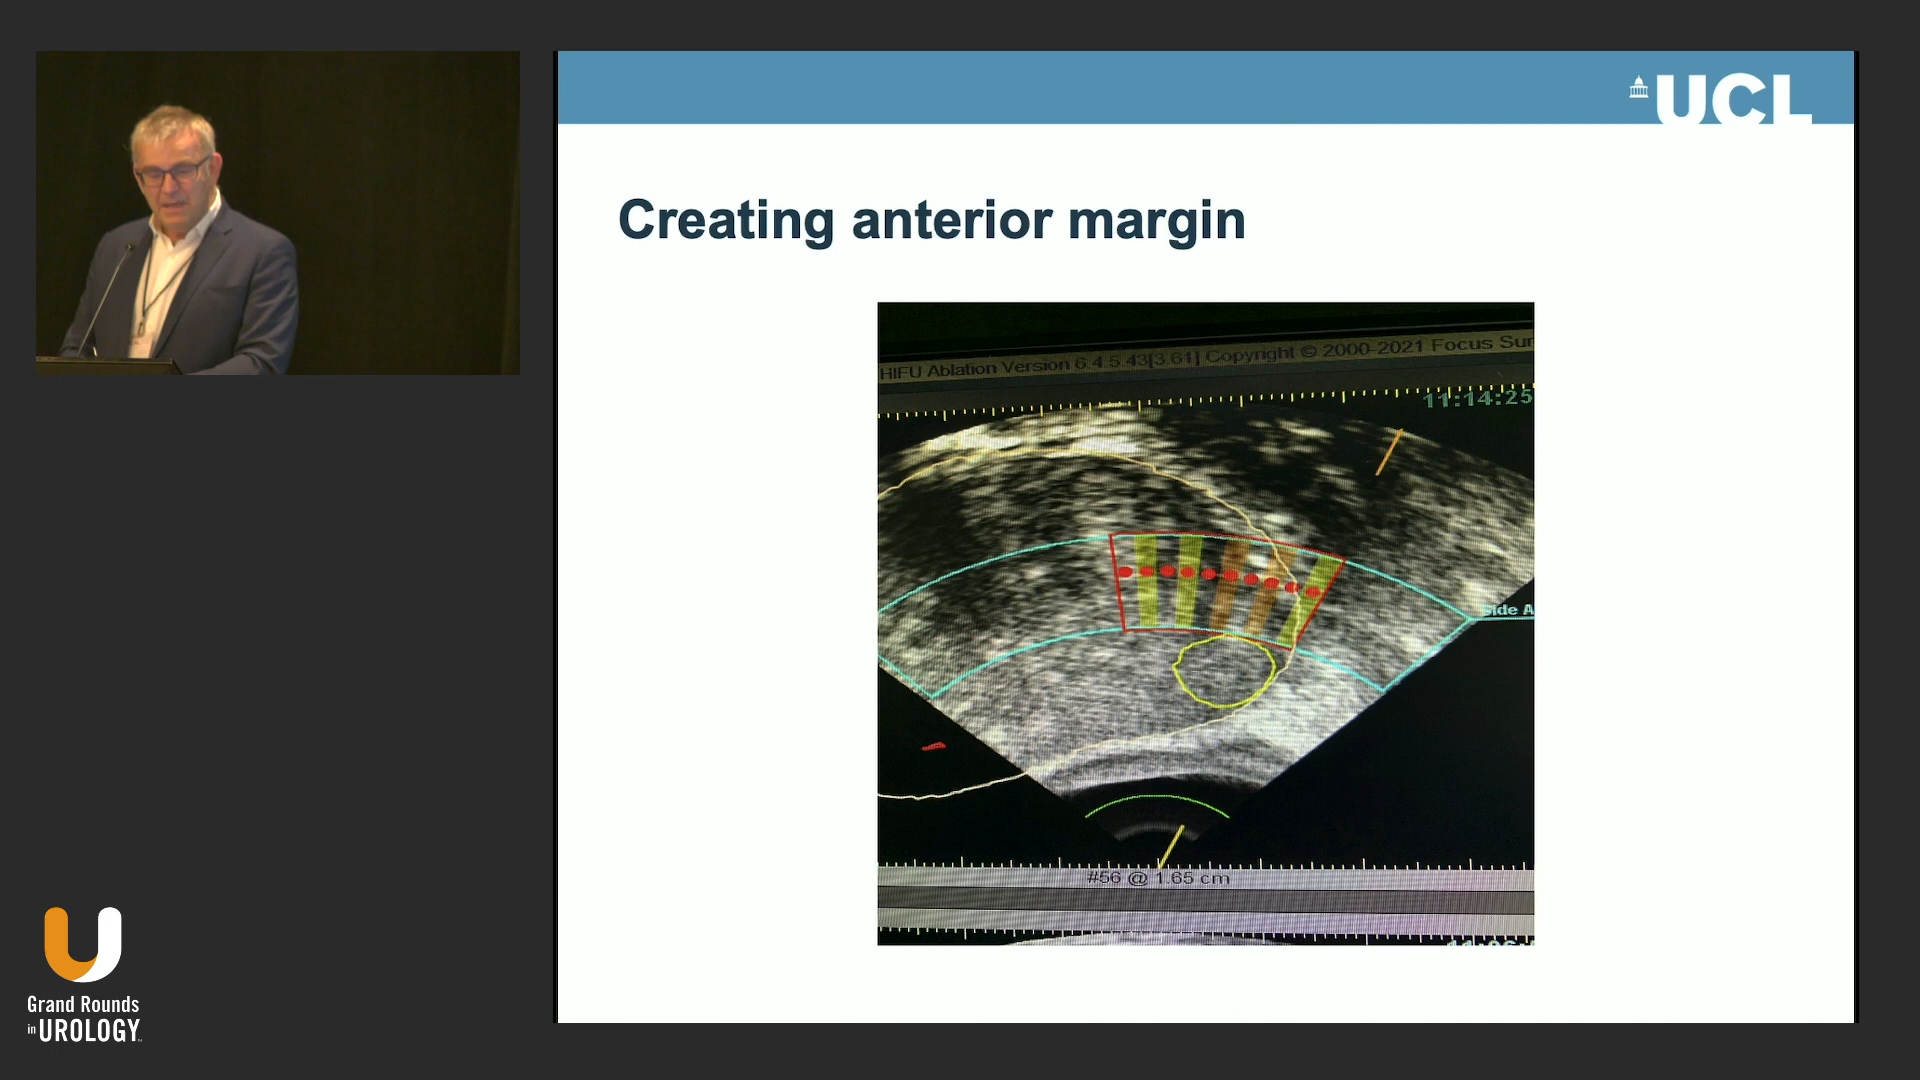 UCL
Creating anterior margin
HIFU Ablation Version 6.4.5.43[3.61] Copyright © 2000-2021 Focus Sur
11:14:25
Side A
#56 @ 1.65 cm
Grand Rounds
in UROLOGY